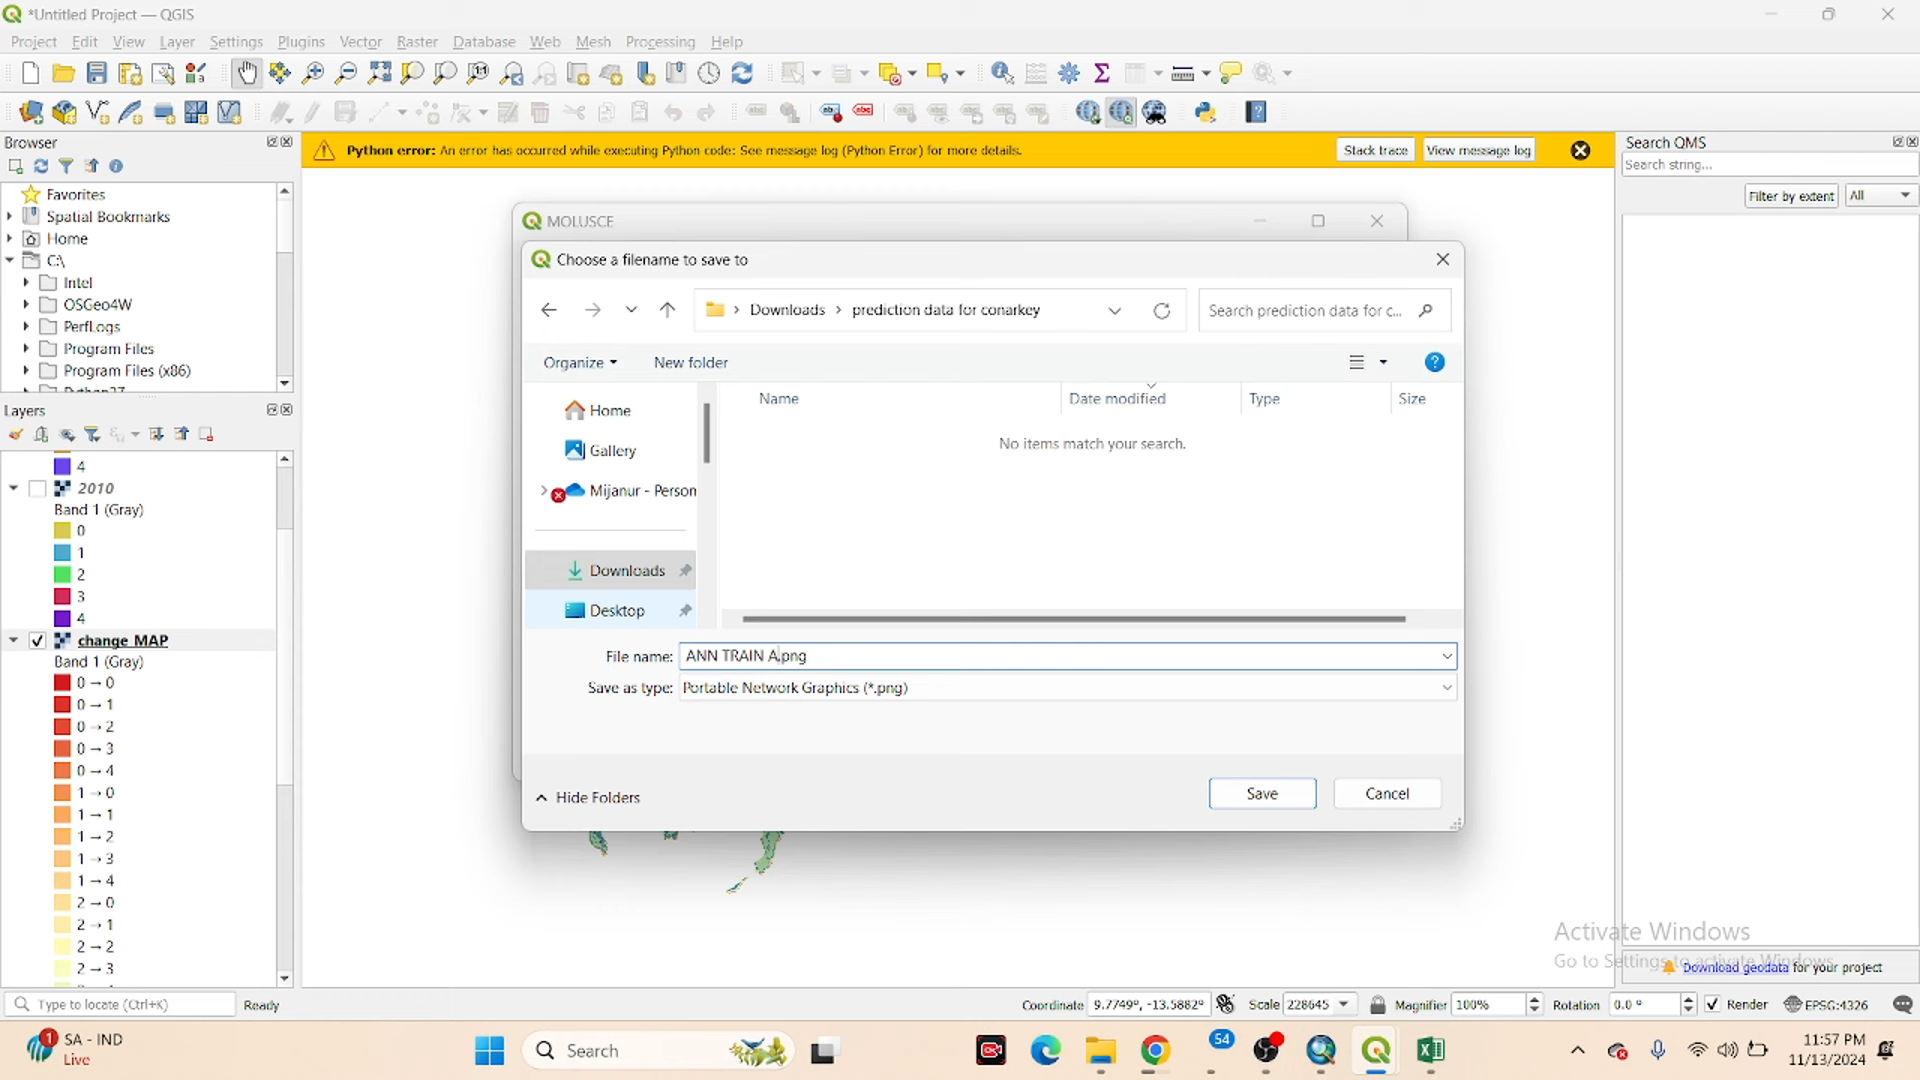 *Untitled Project — QGIS
Project Edit View Layer Settings Plugins Vector Raster Database Web Mesh Processing Help
Browser
Favorites
Spatial Bookmarks
Home
C:\
Intel
OSGeo4W
PerfLogs
Program Files
Program Files (x86)
Layers
4
2010
Band 1 (Gray)
0
1
2
3
4
change MAP
Band 1 (Gray)
0 → 0
0 → 1
0 → 2
0 → 3
0 → 4
1 → 0
1 → 1
1 → 2
1 → 3
1 → 4
2 → 0
2 → 1
2 → 2
2 → 3
Python error: An error has occurred while executing Python code: See message log (Python Error) for more details.
Stack trace View message log
MOLUSCE
Choose a filename to save to
Downloads > prediction data for conarkey
Search prediction data for c...
Organize New folder
Home
Gallery
Mijanur - Person
Downloads
Desktop
Name Date modified Type Size
No items match your search.
File name: ANN TRAIN A.png
Save as type: Portable Network Graphics (*.png)
Hide Folders
Save Cancel
Search QMS
Search string...
Filter by extent All
Activate Windows
Go to Settings to activate Windows.
Download geodata for your project
Type to locate (Ctrl+K) Ready
Coordinate 9.7749°, -13.5882° Scale 228645 Magnifier 100% Rotation 0.0 ° Render EPSG:4326
1
SA - IND
Live
Search
54
11:57 PM
11/13/2024